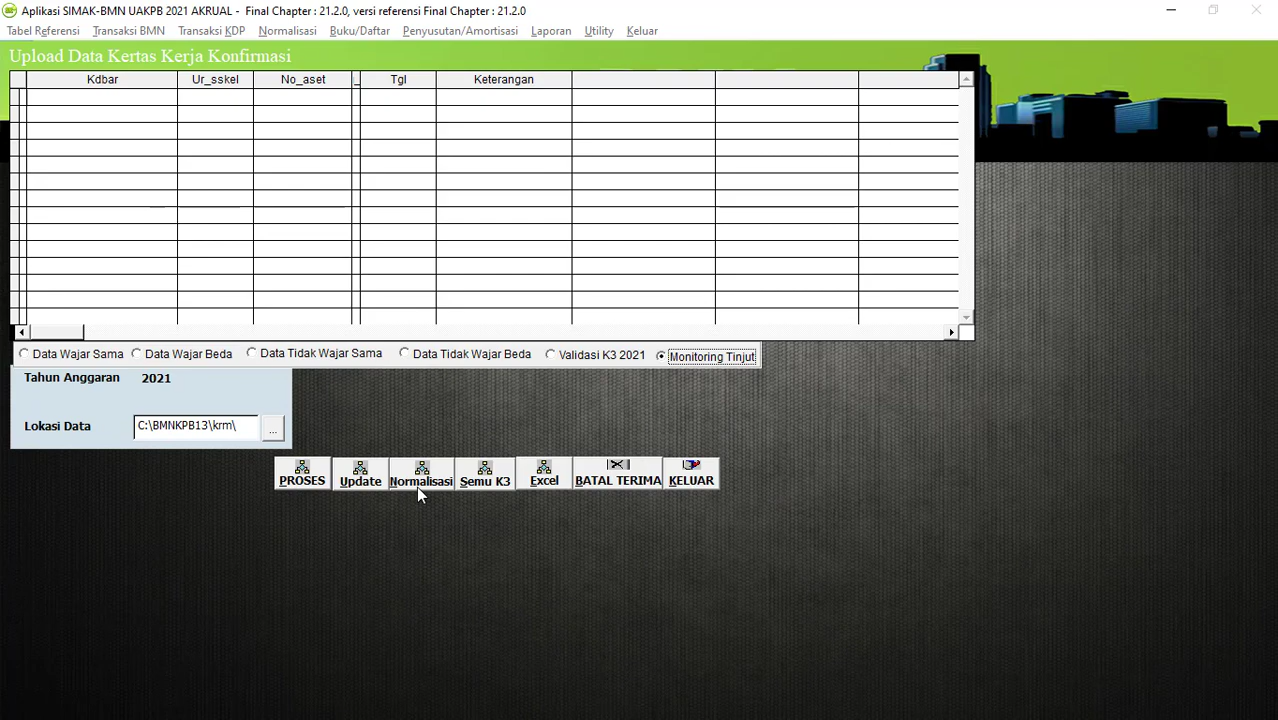 Aplikasi SIMAK-BMN UAKPB 2021 AKRUAL - Final Chapter : 21.2.0, versi referensi Final Chapter : 21.2.0
Tabel Referensi Transaksi BMN Transaksi KDP Normalisasi Buku/Daftar Penyusutan/Amortisasi Laporan Utility Keluar
Upload Data Kertas Kerja Konfirmasi
Kdbar Ur_sskel No_aset _ Tgl Keterangan
Data Wajar Sama Data Wajar Beda Data Tidak Wajar Sama Data Tidak Wajar Beda Validasi K3 2021 Monitoring Tinjut
Tahun Anggaran 2021
Lokasi Data C:\BMNKPB13\krm\ ...
PROSES Update Normalisasi Semu K3 Excel BATAL TERIMA KELUAR